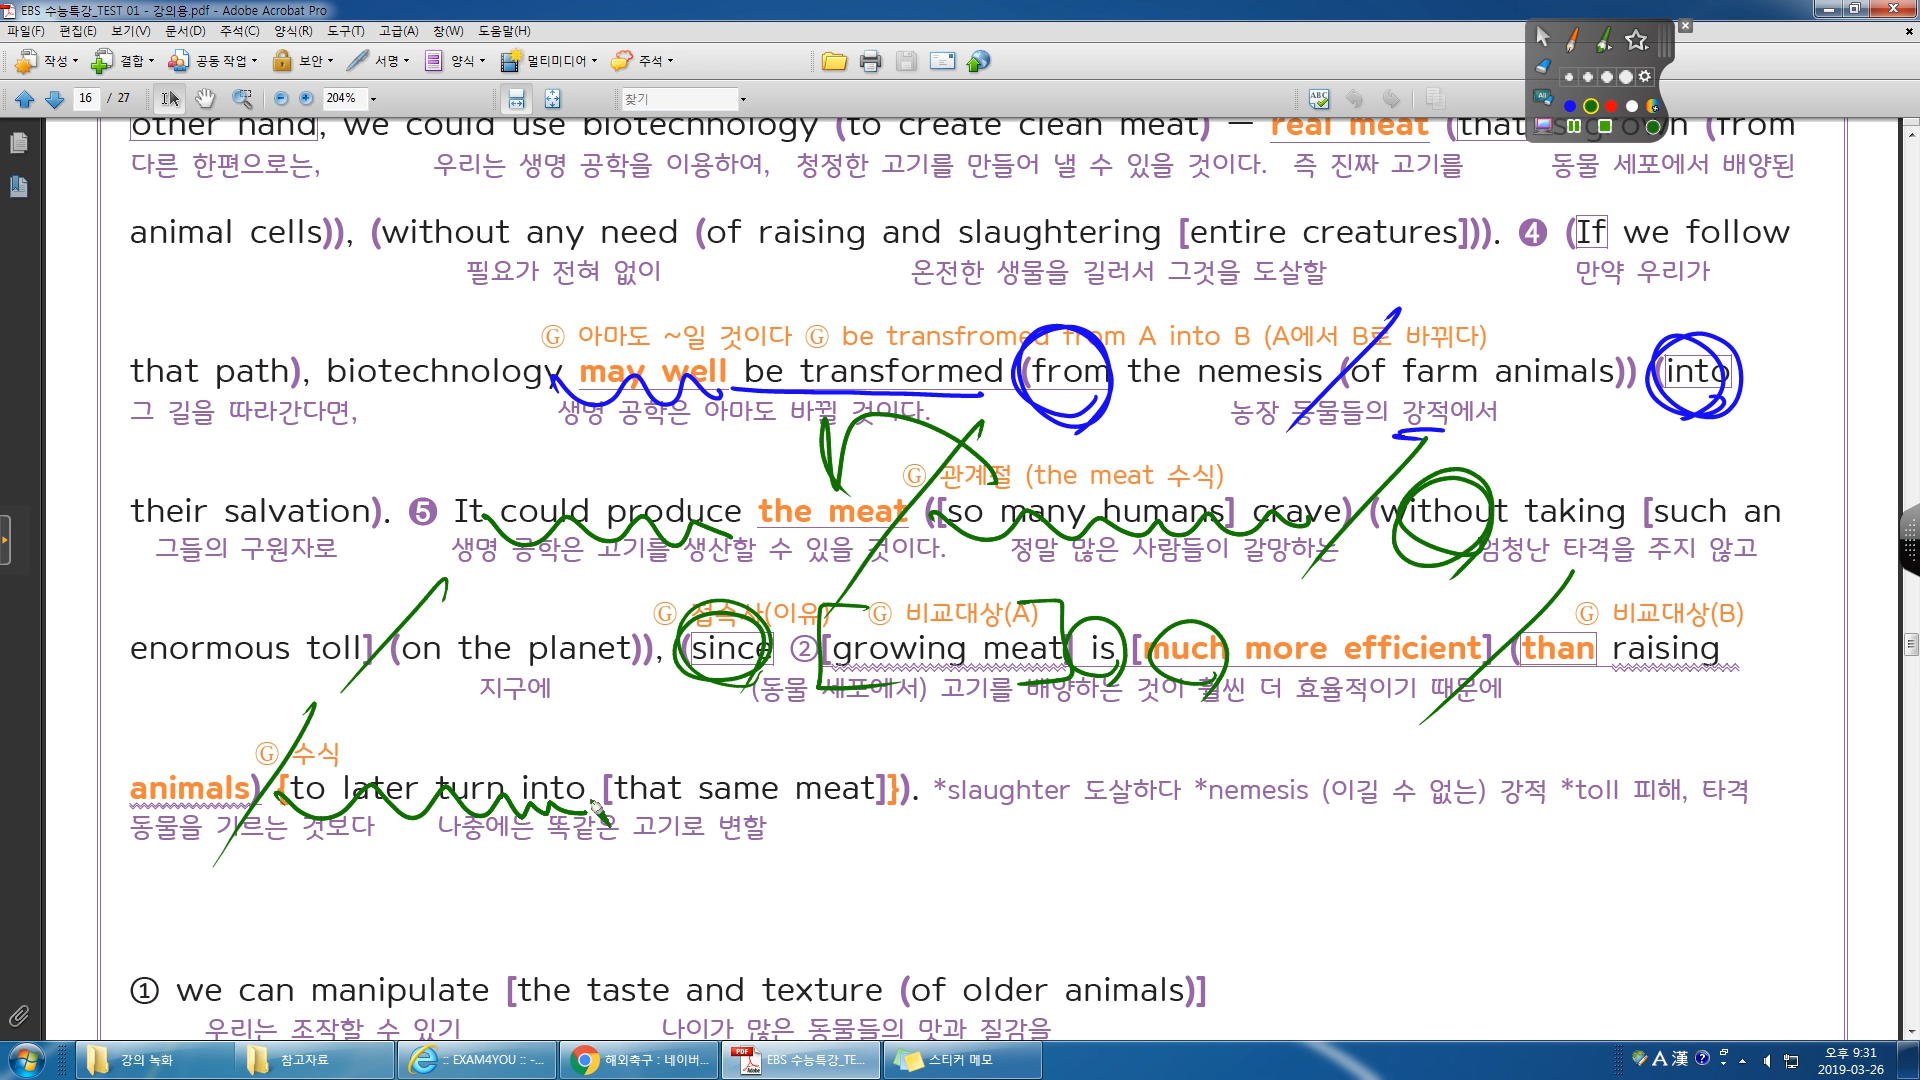 EBS 수능특강_TEST 01 - 강의용.pdf - Adobe Acrobat Pro
파일(F) 편집(E) 보기(V) 문서(D) 주석(C) 양식(R) 도구(T) 고급(A) 창(W) 도움말(H)
작성 결합 공동 작업 보안 서명 양식 멀티미디어 주석
16 / 27 204% 찾기
other hand, we could use biotechnology (to create clean meat) — real meat (that is grown (from
다른 한편으로는, 우리는 생명 공학을 이용하여, 청정한 고기를 만들어 낼 수 있을 것이다. 즉 진짜 고기를 동물 세포에서 배양된
animal cells)), (without any need (of raising and slaughtering [entire creatures])). ❹ (If we follow
필요가 전혀 없이 온전한 생물을 길러서 그것을 도살할 만약 우리가
Ⓖ 아마도 ~일 것이다 Ⓖ be transfromed from A into B (A에서 B로 바뀌다)
that path), biotechnology may well be transformed (from the nemesis (of farm animals)) (into
그 길을 따라간다면, 생명 공학은 아마도 바뀔 것이다. 농장 동물들의 강적에서
Ⓖ 관계절 (the meat 수식)
their salvation). ❺ It could produce the meat ([so many humans] crave) (without taking [such an
그들의 구원자로 생명 공학은 고기를 생산할 수 있을 것이다. 정말 많은 사람들이 갈망하는 엄청난 타격을 주지 않고
Ⓖ 접속사(이유) Ⓖ 비교대상(A) Ⓖ 비교대상(B)
enormous toll] (on the planet)), (since ②[growing meat] is [much more efficient] (than raising
지구에 (동물 세포에서) 고기를 배양하는 것이 훨씬 더 효율적이기 때문에
Ⓖ 수식
animals) {to later turn into [that same meat]}). *slaughter 도살하다 *nemesis (이길 수 없는) 강적 *toll 피해, 타격
동물을 기르는 것보다 나중에는 똑같은 고기로 변할
① we can manipulate [the taste and texture (of older animals)]
우리는 조작할 수 있기 나이가 많은 동물들의 맛과 질감을
강의 녹화 참고자료 :: EXAM4YOU :: -... 해외축구 : 네이버... EBS 수능특강_TE... 스티커 메모
A 漢 오후 9:31
2019-03-26